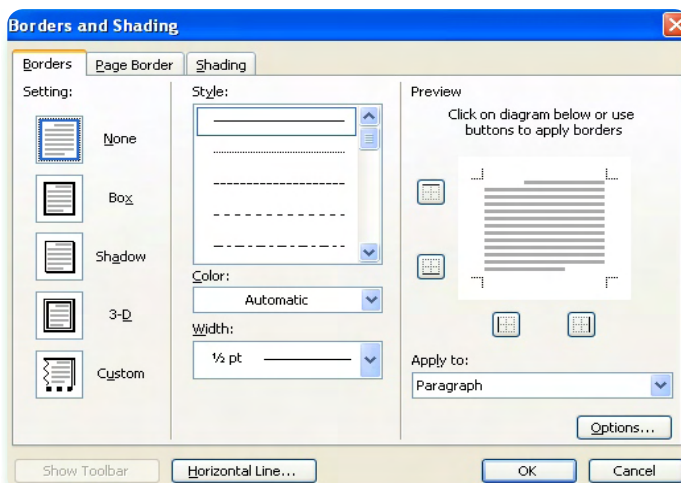 Borders and Shading
Borders
Page Border
Shading
Setting:
None
Box
Shadow
3-D
Custom
Style:
Color:
Automatic
Width:
½ pt
Preview
Click on diagram below or use
buttons to apply borders
Apply to:
Paragraph
Options...
Show Toolbar
Horizontal Line...
OK
Cancel